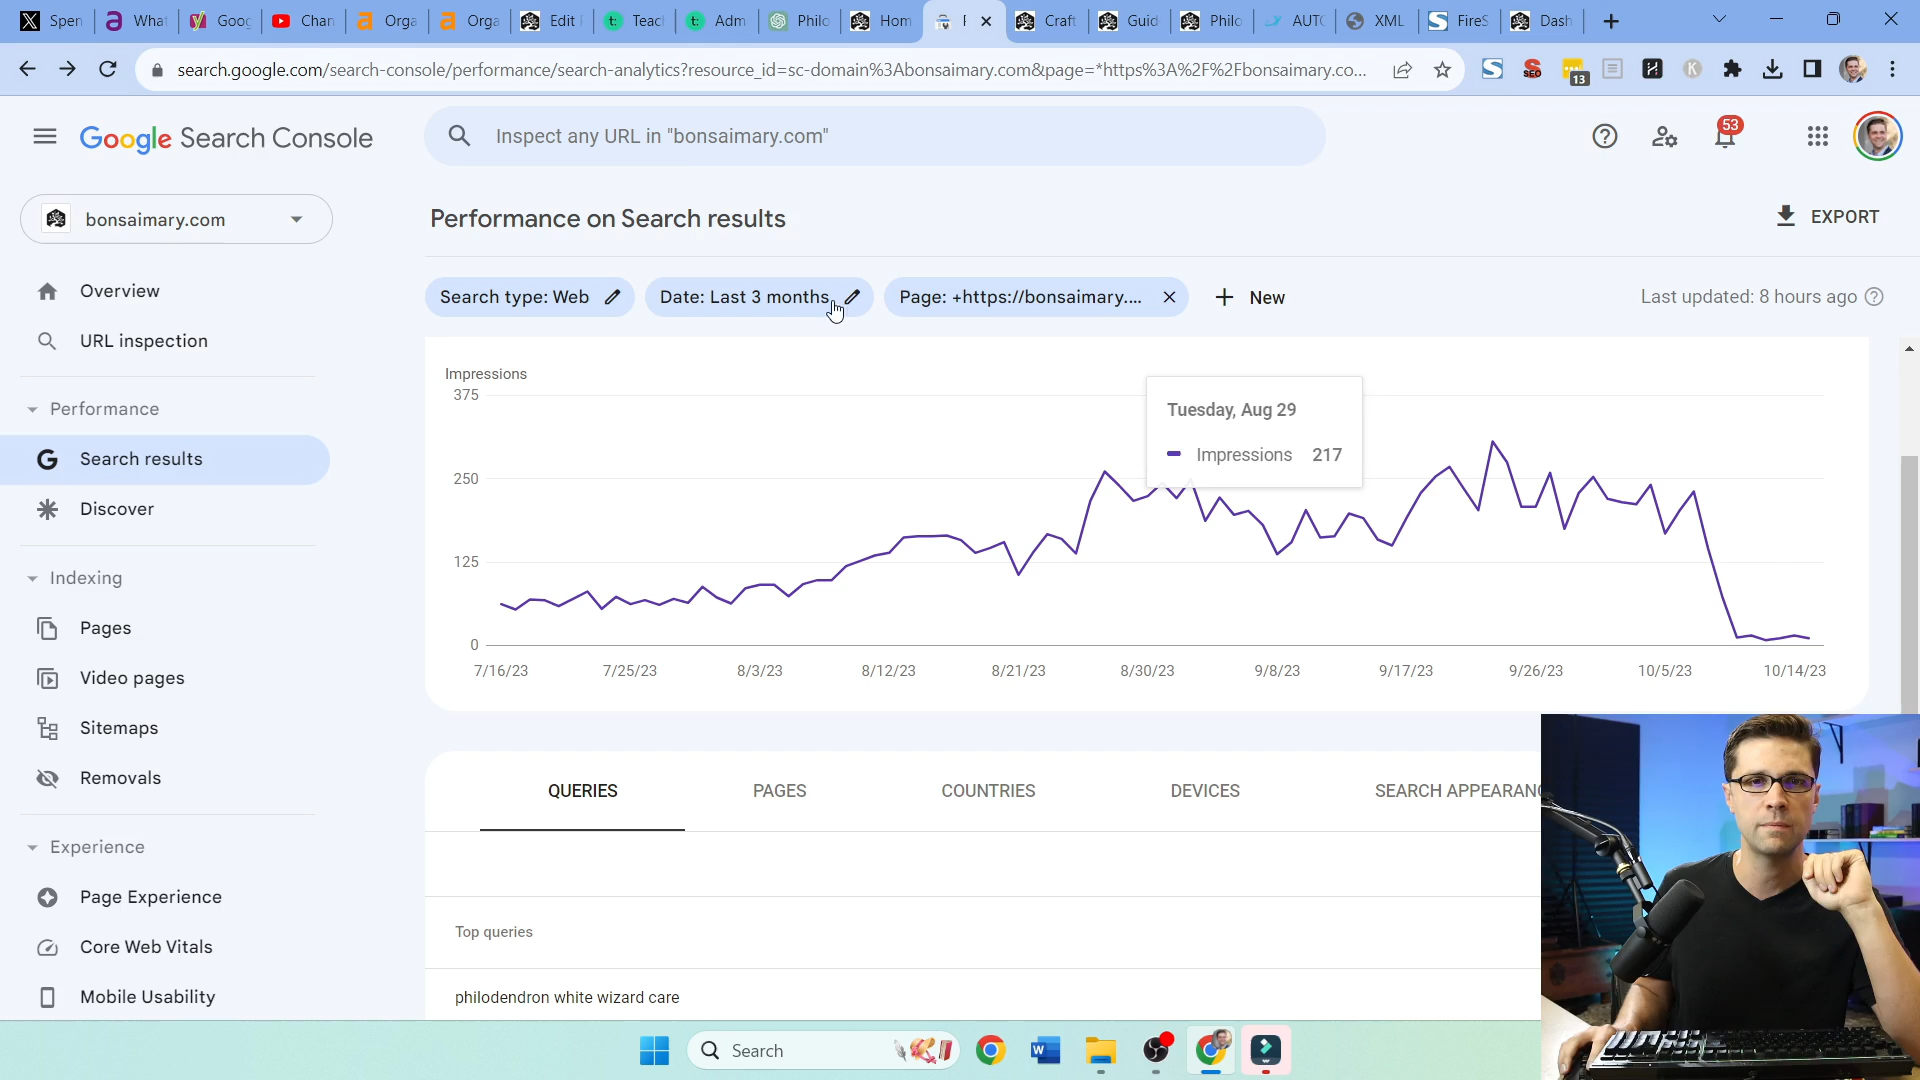 Spen
What
Goog
Chan
Orga
Orga
Edit
Teac
Adm
Philo
Hom
Craft
Guid
Philo
AUTO
XML
FireS
Dash
search.google.com/search-console/performance/search-analytics?resource_id=sc-domain%3Abonsaimary.com&page=*https%3A%2F%2Fbonsaimary.co...
SEO
13
Google Search Console
Inspect any URL in "bonsaimary.com"
53
bonsaimary.com
Performance on Search results
EXPORT
Search type: Web
Date: Last 3 months
Page: +https://bonsaimary....
New
Last updated: 8 hours ago
Overview
URL inspection
Performance
Search results
Discover
Indexing
Pages
Video pages
Sitemaps
Removals
Experience
Page Experience
Core Web Vitals
Mobile Usability
Impressions
375
250
125
0
Tuesday, Aug 29
Impressions 217
7/16/23
7/25/23
8/3/23
8/12/23
8/21/23
8/30/23
9/8/23
9/17/23
9/26/23
10/5/23
10/14/23
QUERIES
PAGES
COUNTRIES
DEVICES
SEARCH APPEARANC
Top queries
philodendron white wizard care
Search